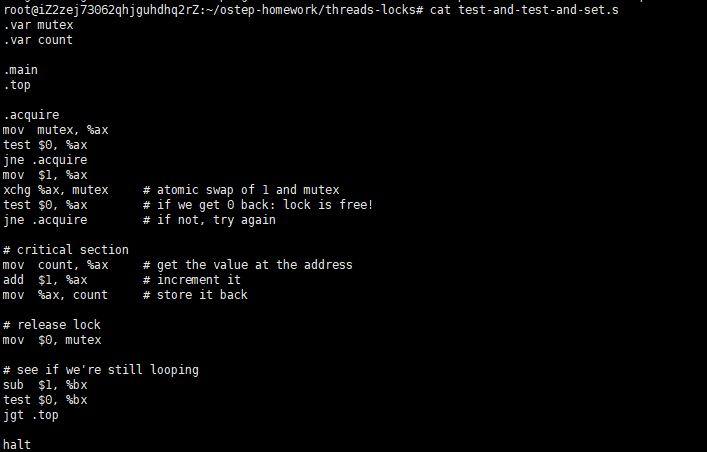 root@iZ2zej73062qhjguhdhq2rZ:~/ostep-homework/threads-locks# cat test-and-test-and-set.s
.var mutex
.var count
.main
.top
.acquire
mov  mutex, %ax
test $0, %ax
jne .acquire
mov  $1, %ax
xchg %ax, mutex     # atomic swap of 1 and mutex
test $0, %ax        # if we get 0 back: lock is free!
jne .acquire        # if not, try again
# critical section
mov  count, %ax     # get the value at the address
add  $1, %ax        # increment it
mov  %ax, count     # store it back
# release lock
mov  $0, mutex
# see if we're still looping
sub  $1, %bx
test $0, %bx
jgt .top
halt